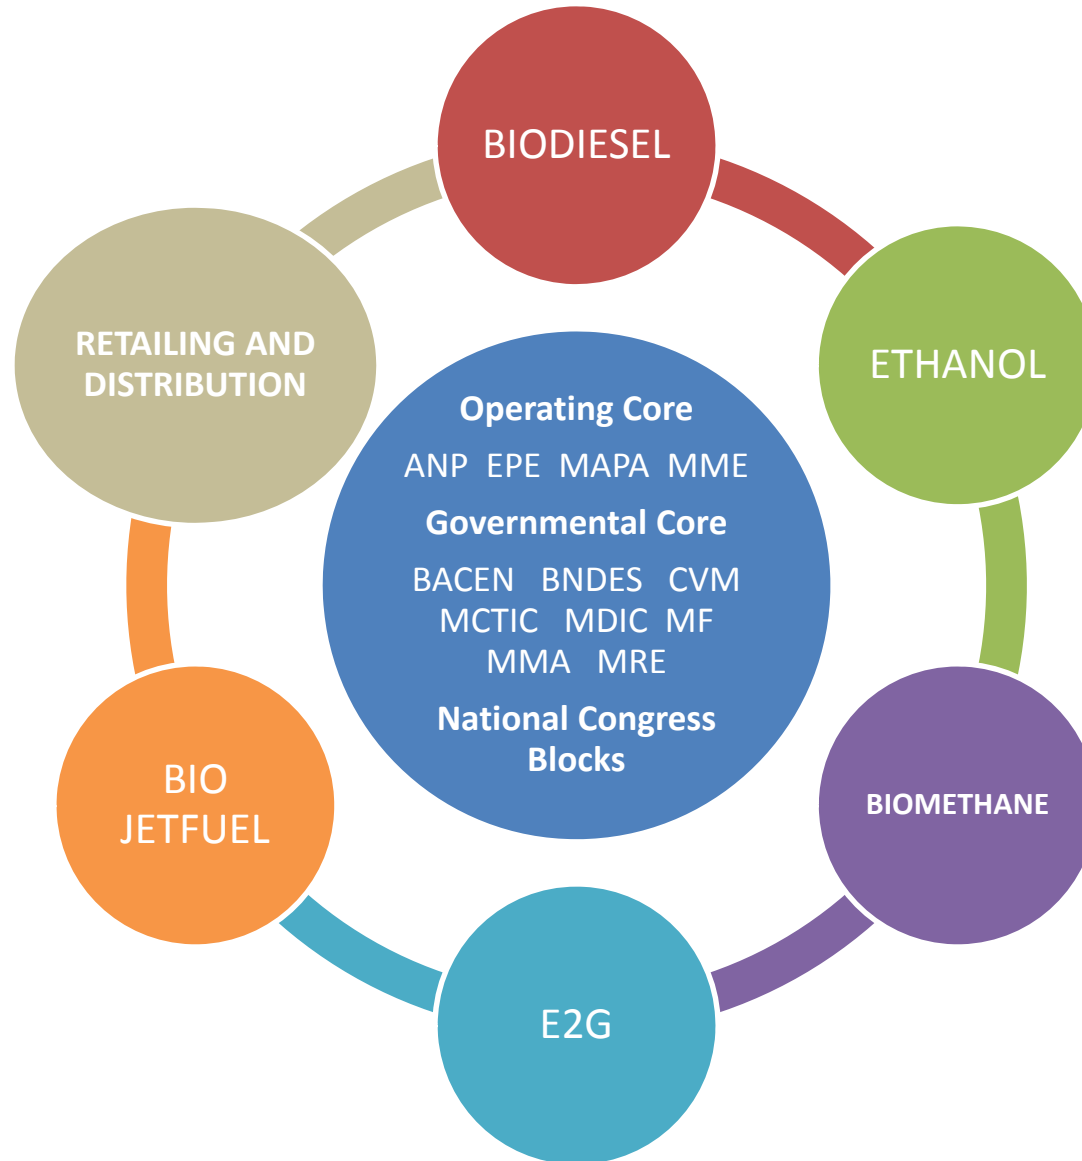 BIODIESEL
ETHANOL
RETAILING AND
DISTRIBUTION
Operating Core
ANP EPE MAPA MME
Governmental Core
BACEN BNDES CVM
MCTIC MDIC MF
MMA MRE
National Congress
Blocks
BIO
JETFUEL
BIOMETHANE
E2G